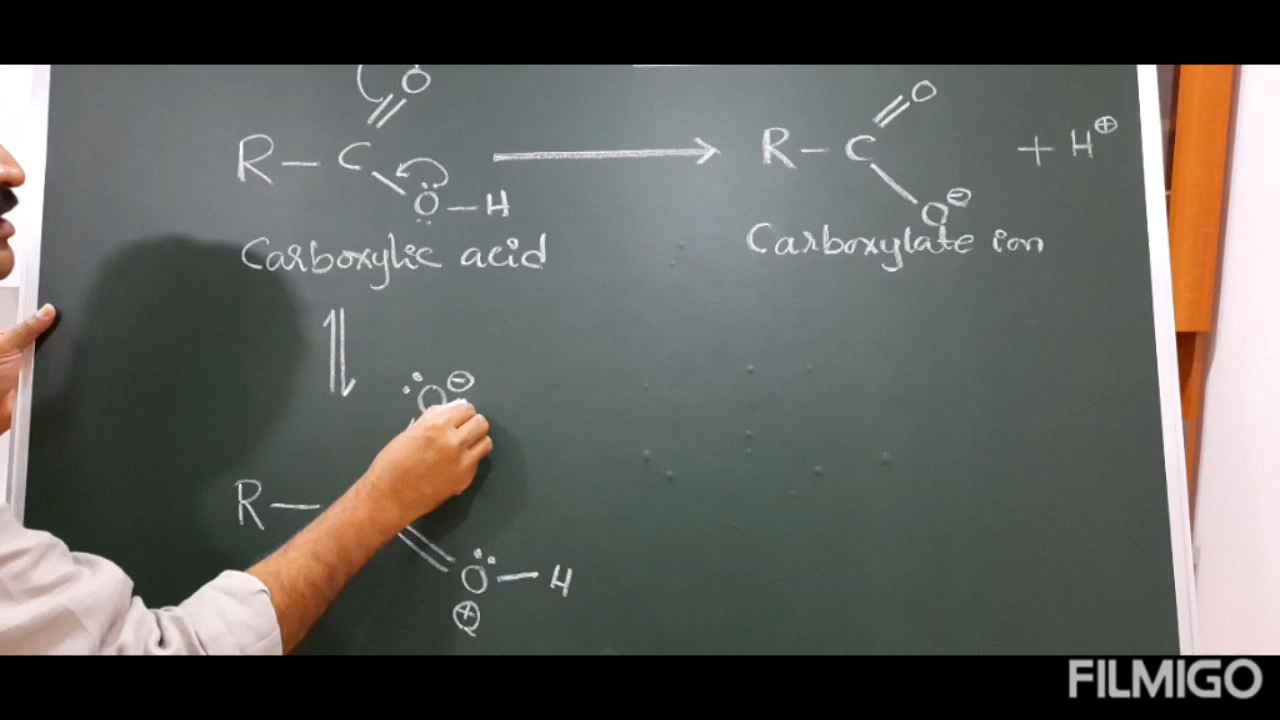 O O
R – C R – C + H⊕
Ö – H O⊖
Carboxylic acid Carboxylate ion
O⊖
R –
O – H
⊕
FILMIGO